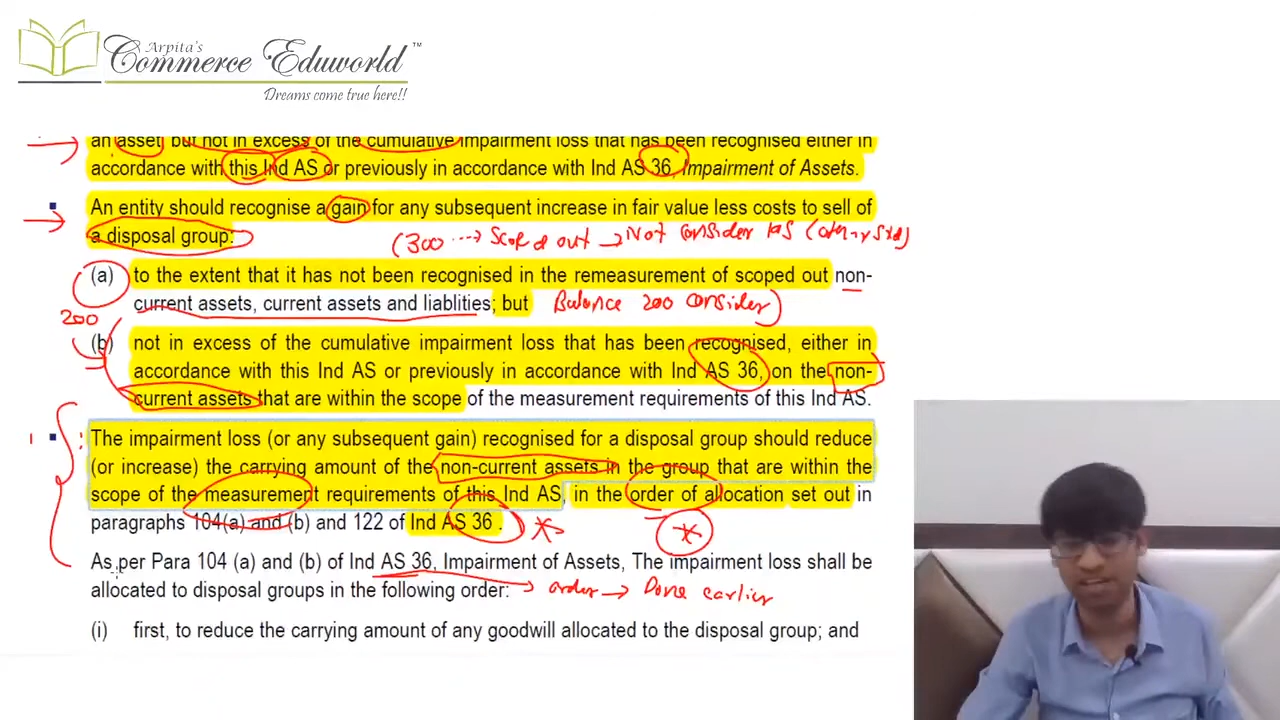 Arpita's
Commerce Eduworld™
Dreams come true here!!
an asset, but not in excess of the cumulative impairment loss that has been recognised either in
accordance with this Ind AS or previously in accordance with Ind AS 36, Impairment of Assets.
An entity should recognise a gain for any subsequent increase in fair value less costs to sell of
a disposal group:
(300 ---→ Scoped out → Not consider
(a) to the extent that it has not been recognised in the remeasurement of scoped out non-
current assets, current assets and liablities; but
Balance 200 consider)
200
(b) not in excess of the cumulative impairment loss that has been recognised, either in
accordance with this Ind AS or previously in accordance with Ind AS 36, on the non-
current assets that are within the scope of the measurement requirements of this Ind AS.
The impairment loss (or any subsequent gain) recognised for a disposal group should reduce
(or increase) the carrying amount of the non-current assets in the group that are within the
scope of the measurement requirements of this Ind AS, in the order of allocation set out in
paragraphs 104(a) and (b) and 122 of Ind AS 36 .
As per Para 104 (a) and (b) of Ind AS 36, Impairment of Assets, The impairment loss shall be
allocated to disposal groups in the following order: → order → Done earlier
(i) first, to reduce the carrying amount of any goodwill allocated to the disposal group; and